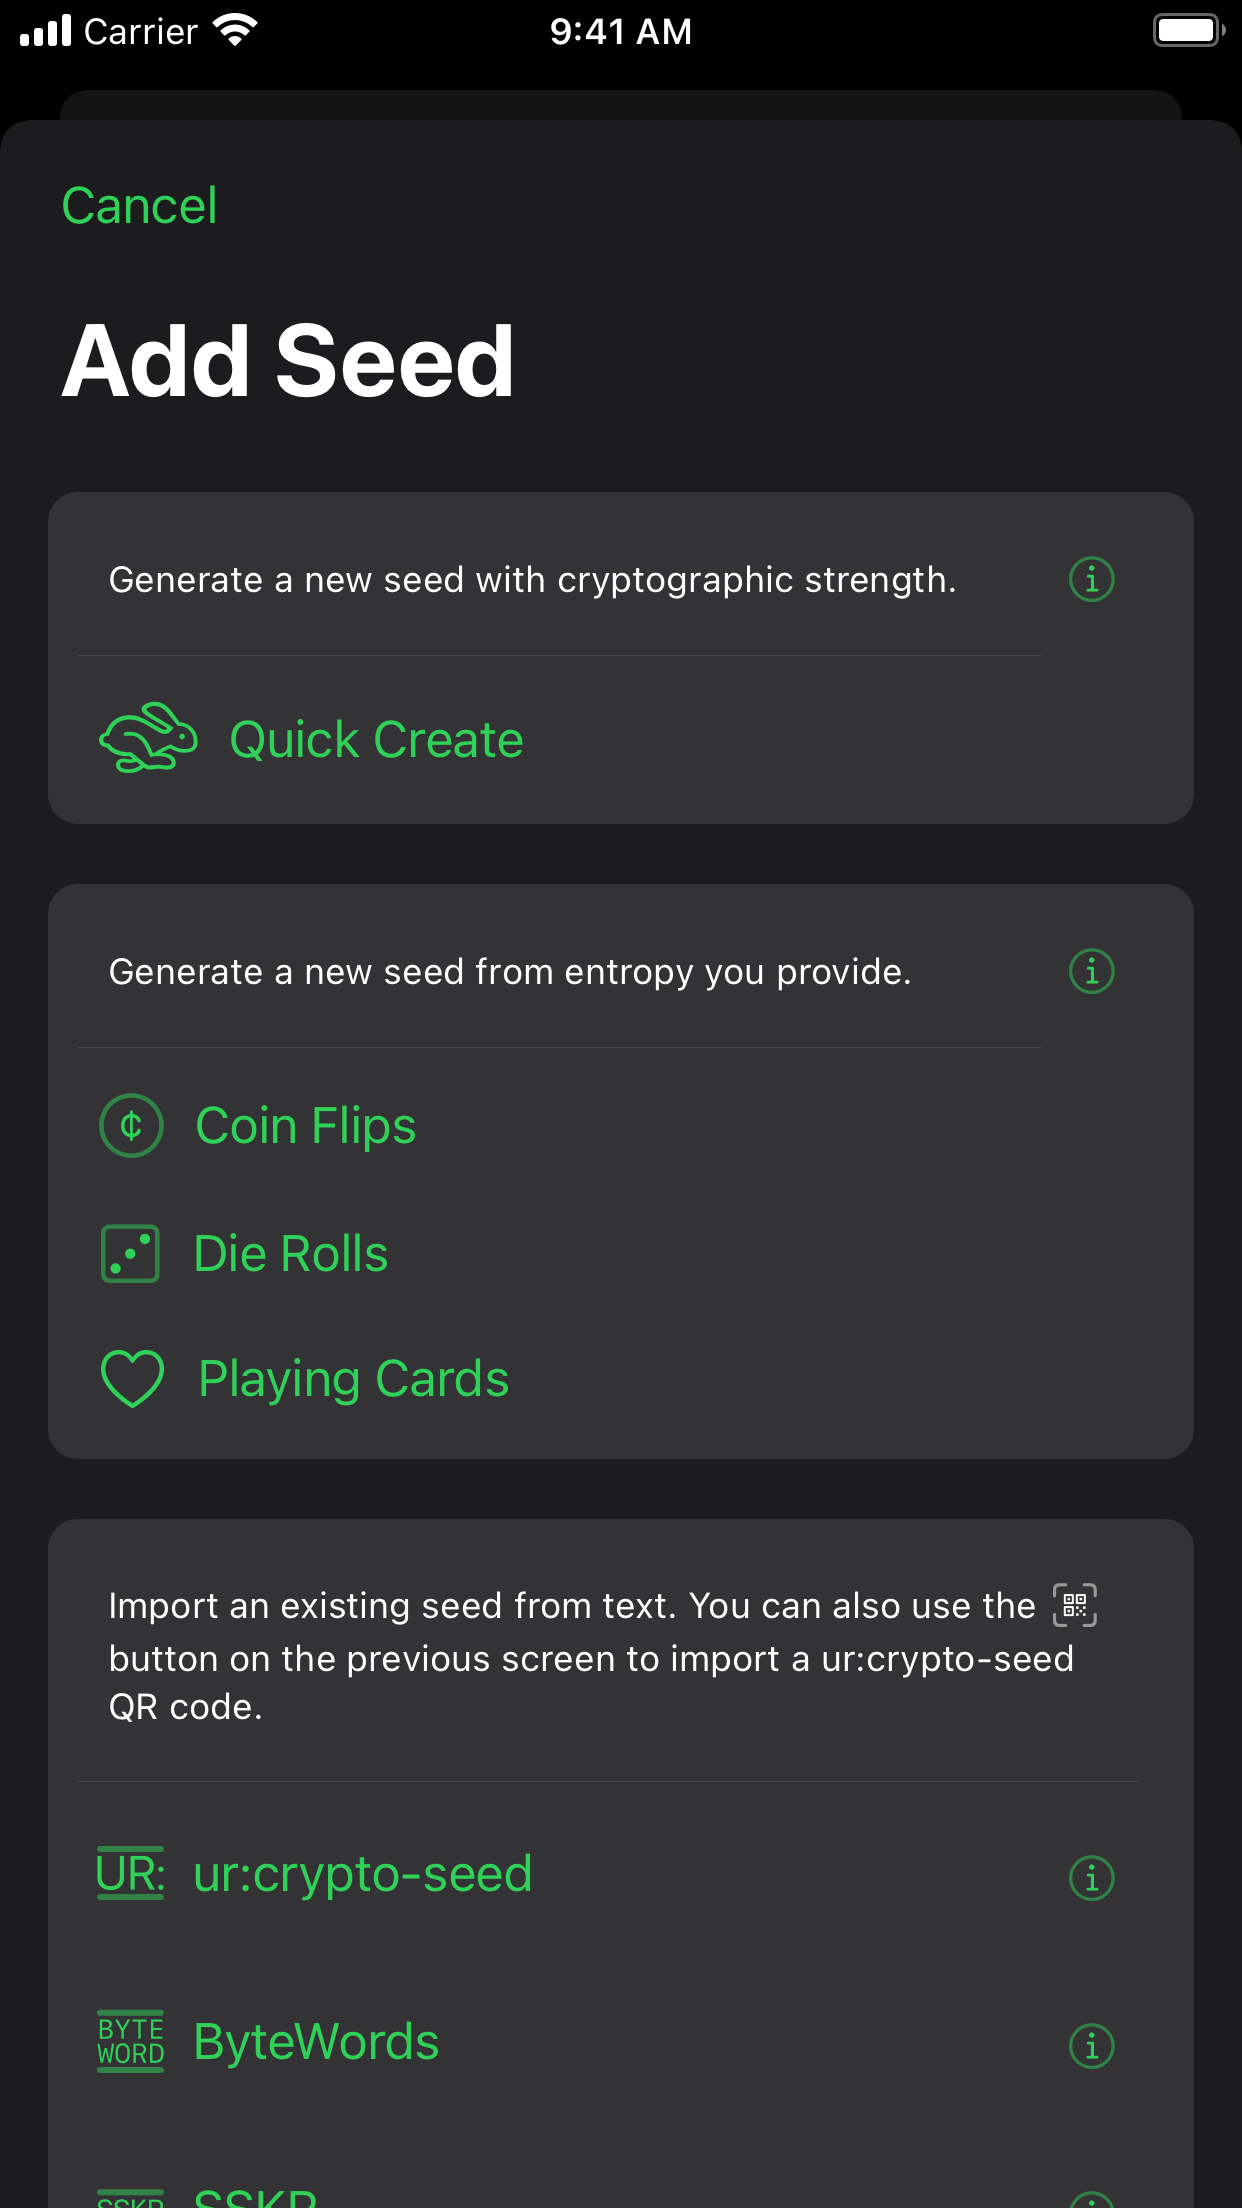 Carrier 9:41 AM
Cancel
Add Seed
Generate a new seed with cryptographic strength.
Quick Create
Generate a new seed from entropy you provide.
Coin Flips
Die Rolls
Playing Cards
Import an existing seed from text. You can also use the
button on the previous screen to import a ur:crypto-seed
QR code.
UR: ur:crypto-seed
BYTE
WORD
ByteWords
SSKR SSKR